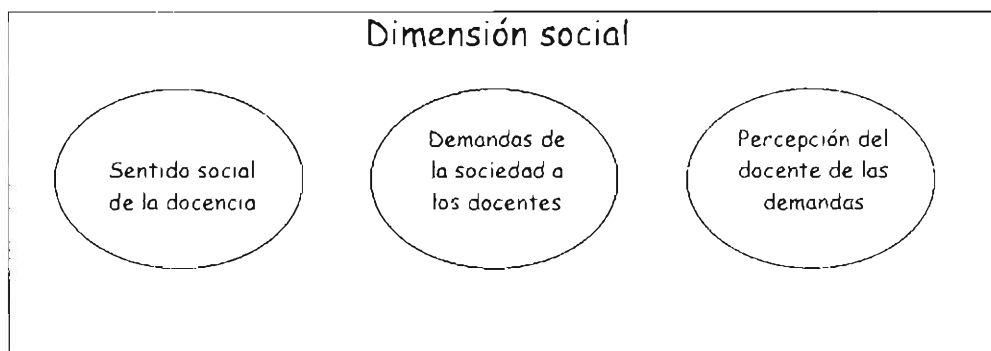 Dimensión social
Sentido social
de la docencia
Demandas de
la sociedad a
los docentes
Percepción del
docente de las
demandas